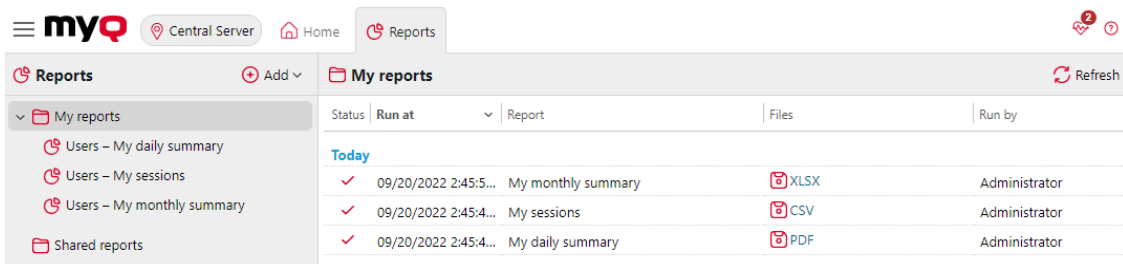 myQ Central Server Home Reports 2
Reports Add My reports Refresh
My reports
Status Run at Report Files Run by
Users – My daily summary
Today
Users – My sessions
09/20/2022 2:45:5... My monthly summary XLSX Administrator
Users – My monthly summary
09/20/2022 2:45:4... My sessions CSV Administrator
Shared reports
09/20/2022 2:45:4... My daily summary PDF Administrator